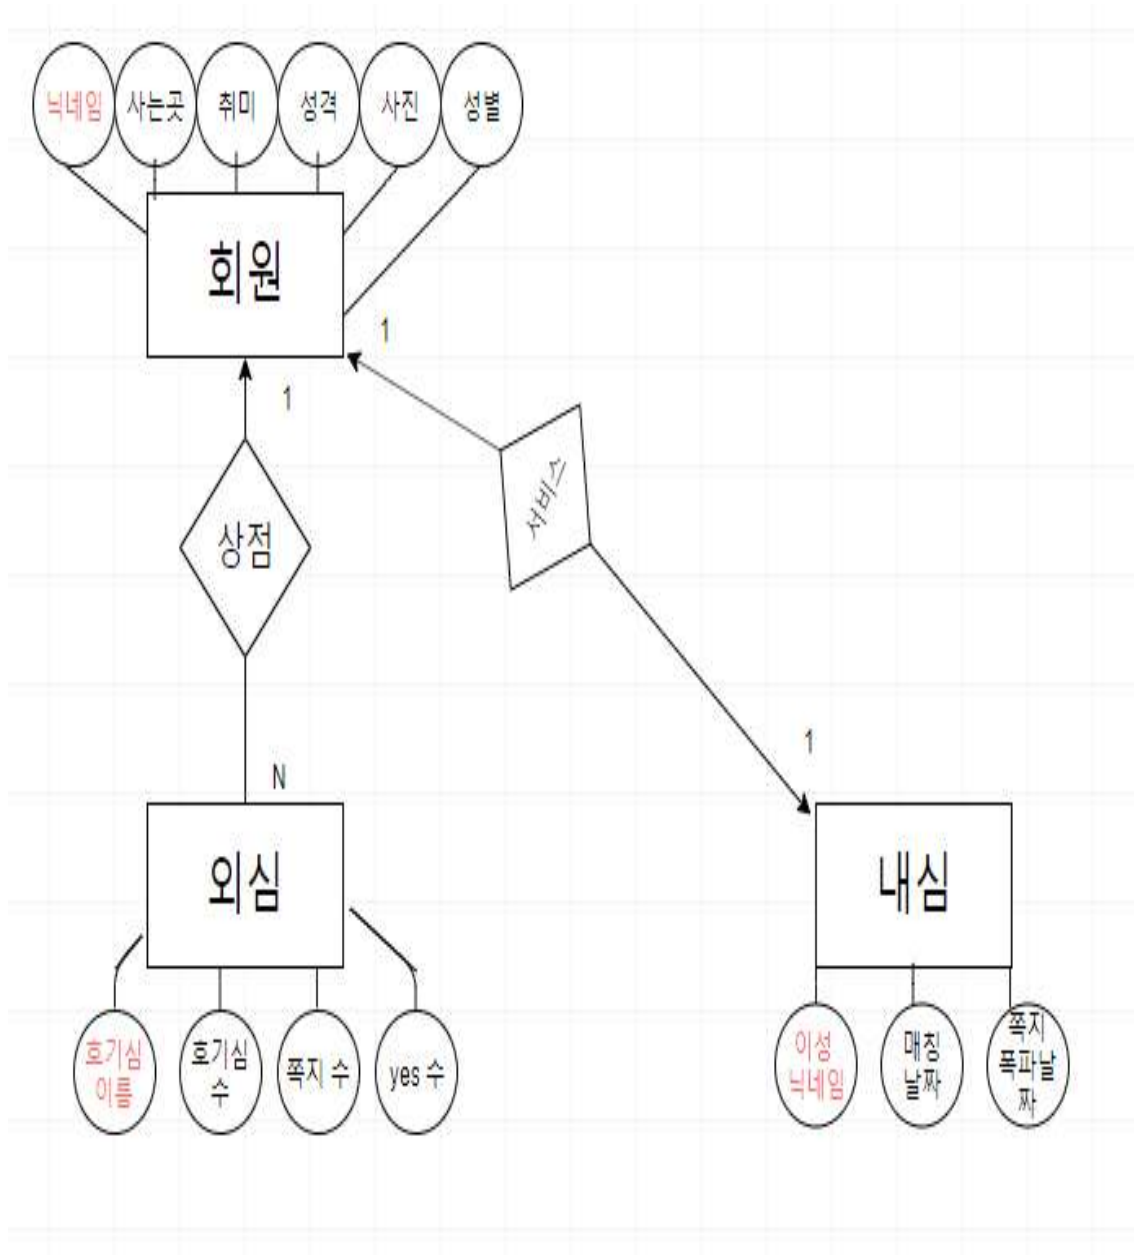 닉네임
사는곳
취미
성격
사진
성별
회원
1
1
상점
서비스
N
1
외심
내심
호기심
이름
호기심
수
쪽지 수
yes 수
이성
닉네임
매칭
날짜
쪽지
폭파날
짜